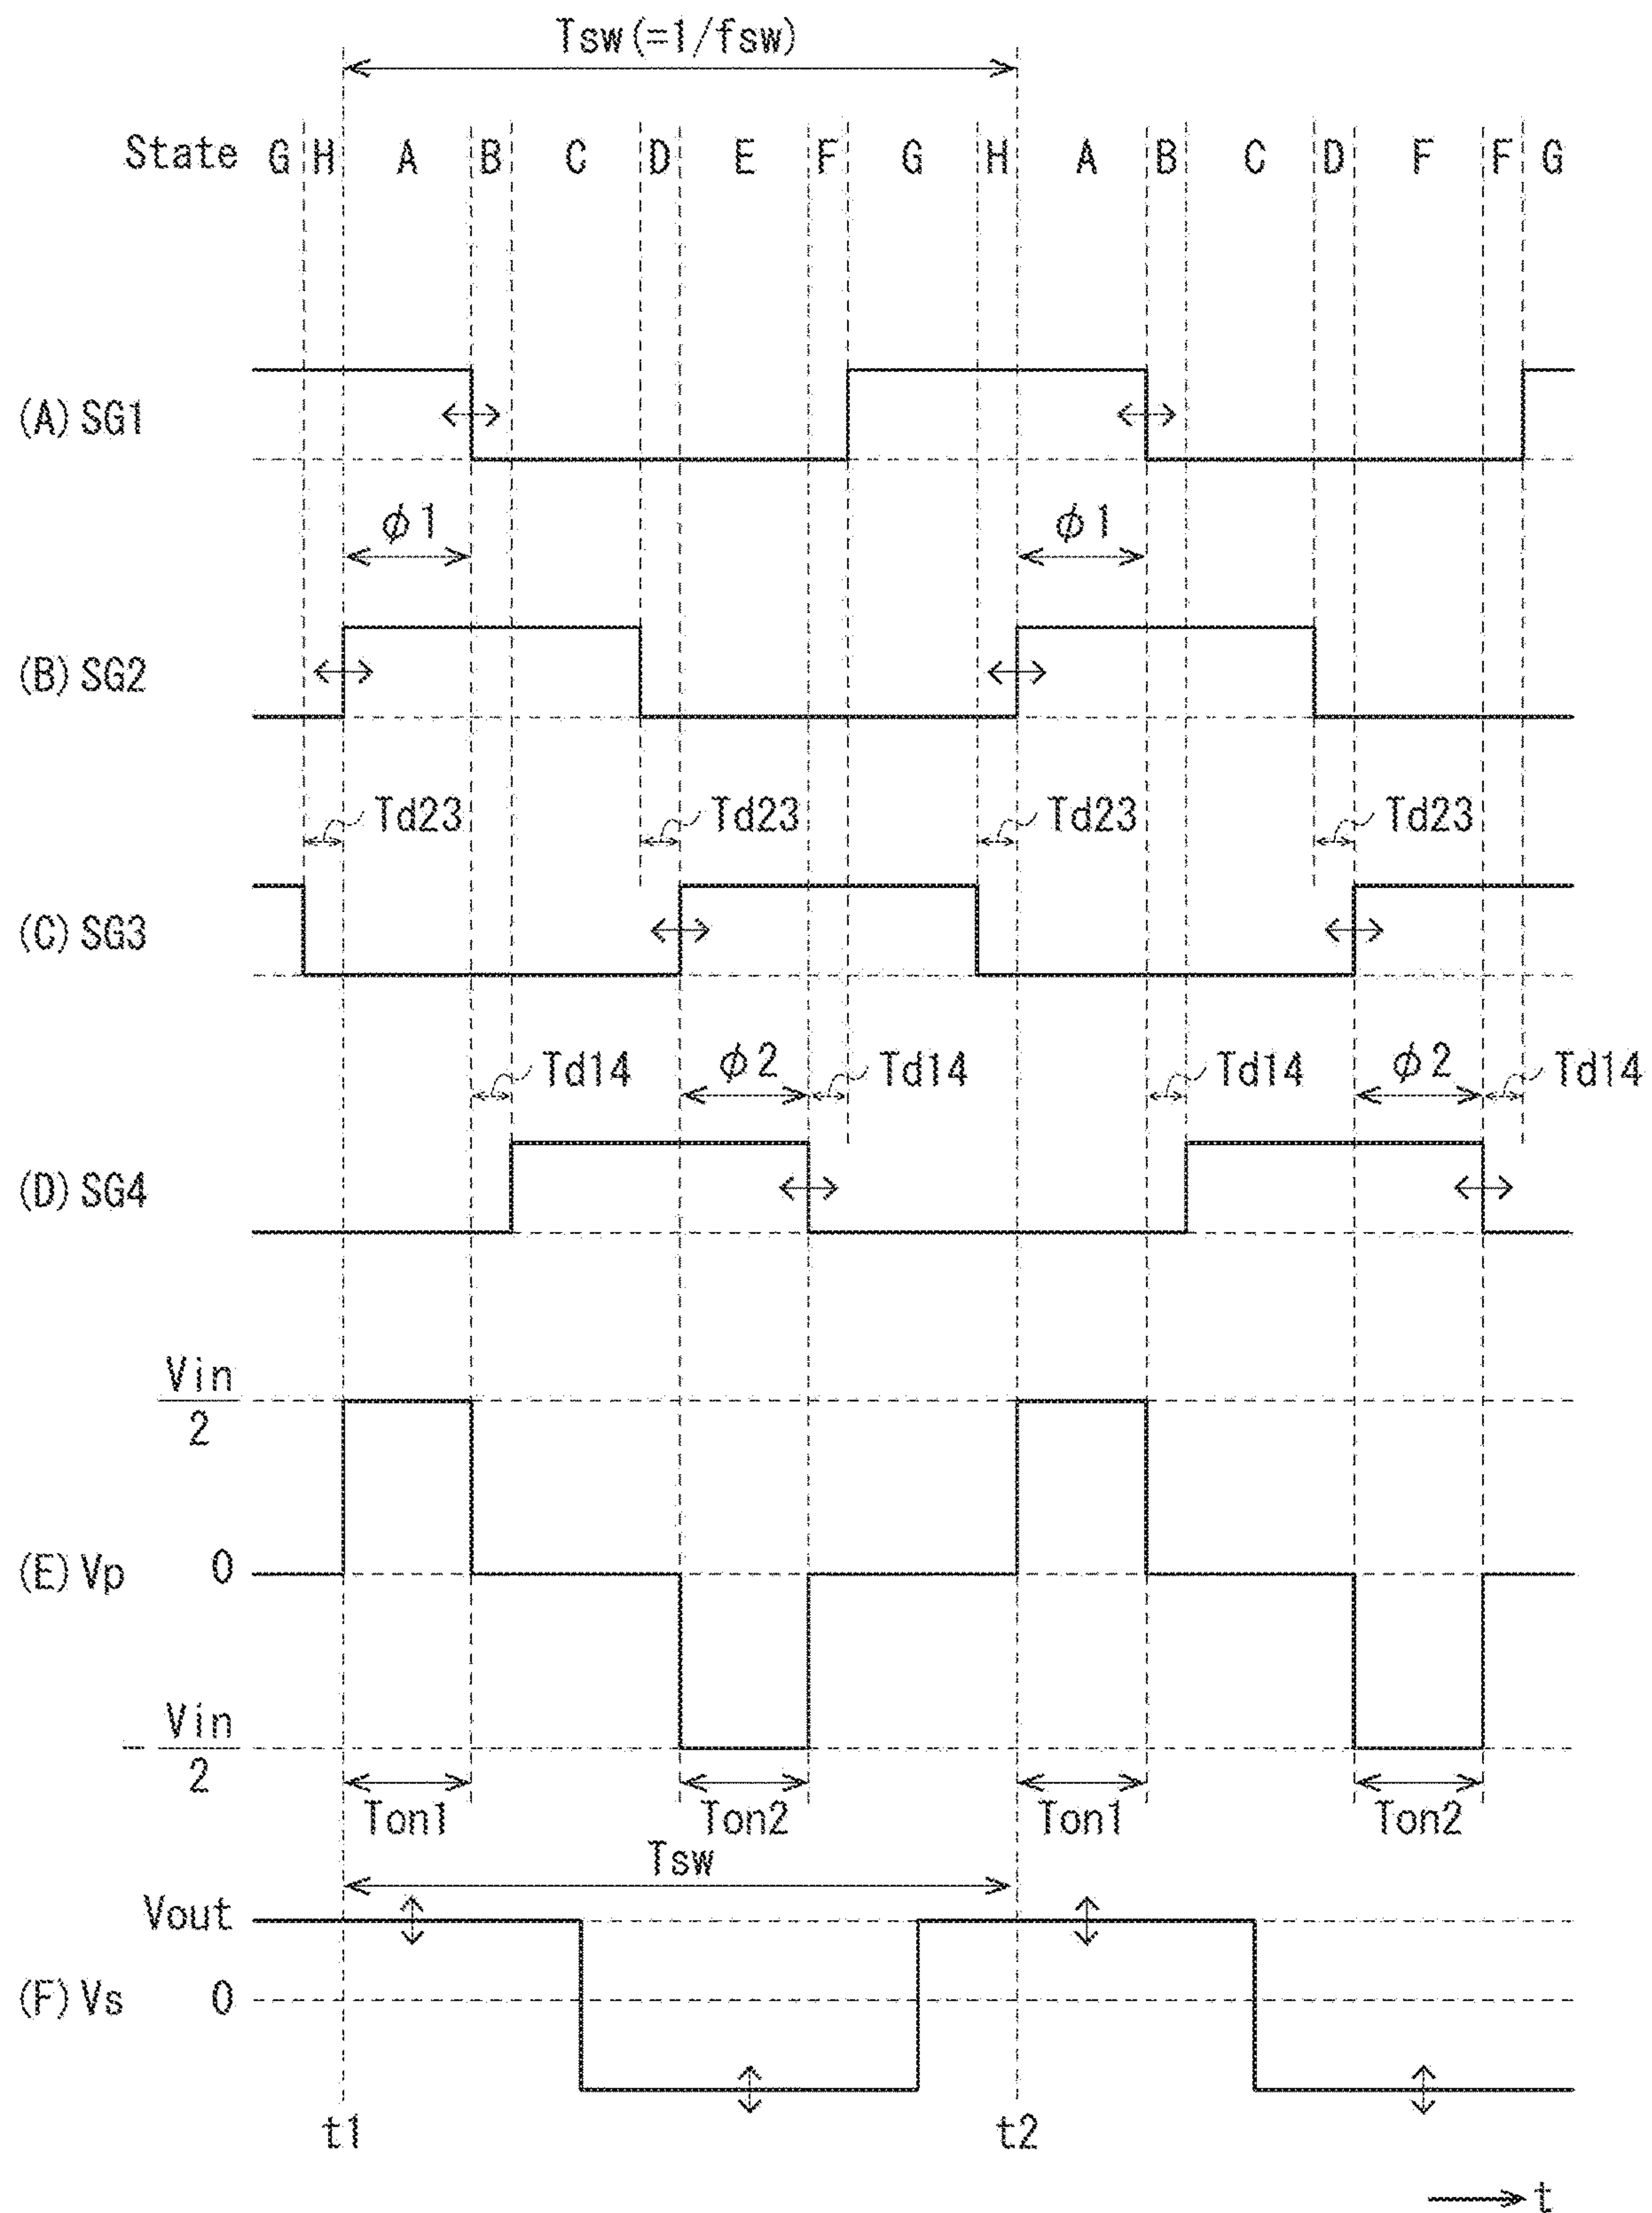 Tsw(=1/fsw)
State G H A B C D E F G H A B C D F F G
(A) SG1
φ1 φ1
(B) SG2
Td23 Td23 Td23 Td23
(C) SG3
Td14 φ2 Td14 Td14 φ2 Td14
(D) SG4
Vin
2
(E) Vp 0
Vin
- 2
Ton1 Ton2 Ton1 Ton2
Tsw
Vout
(F) Vs 0
t1 t2
t